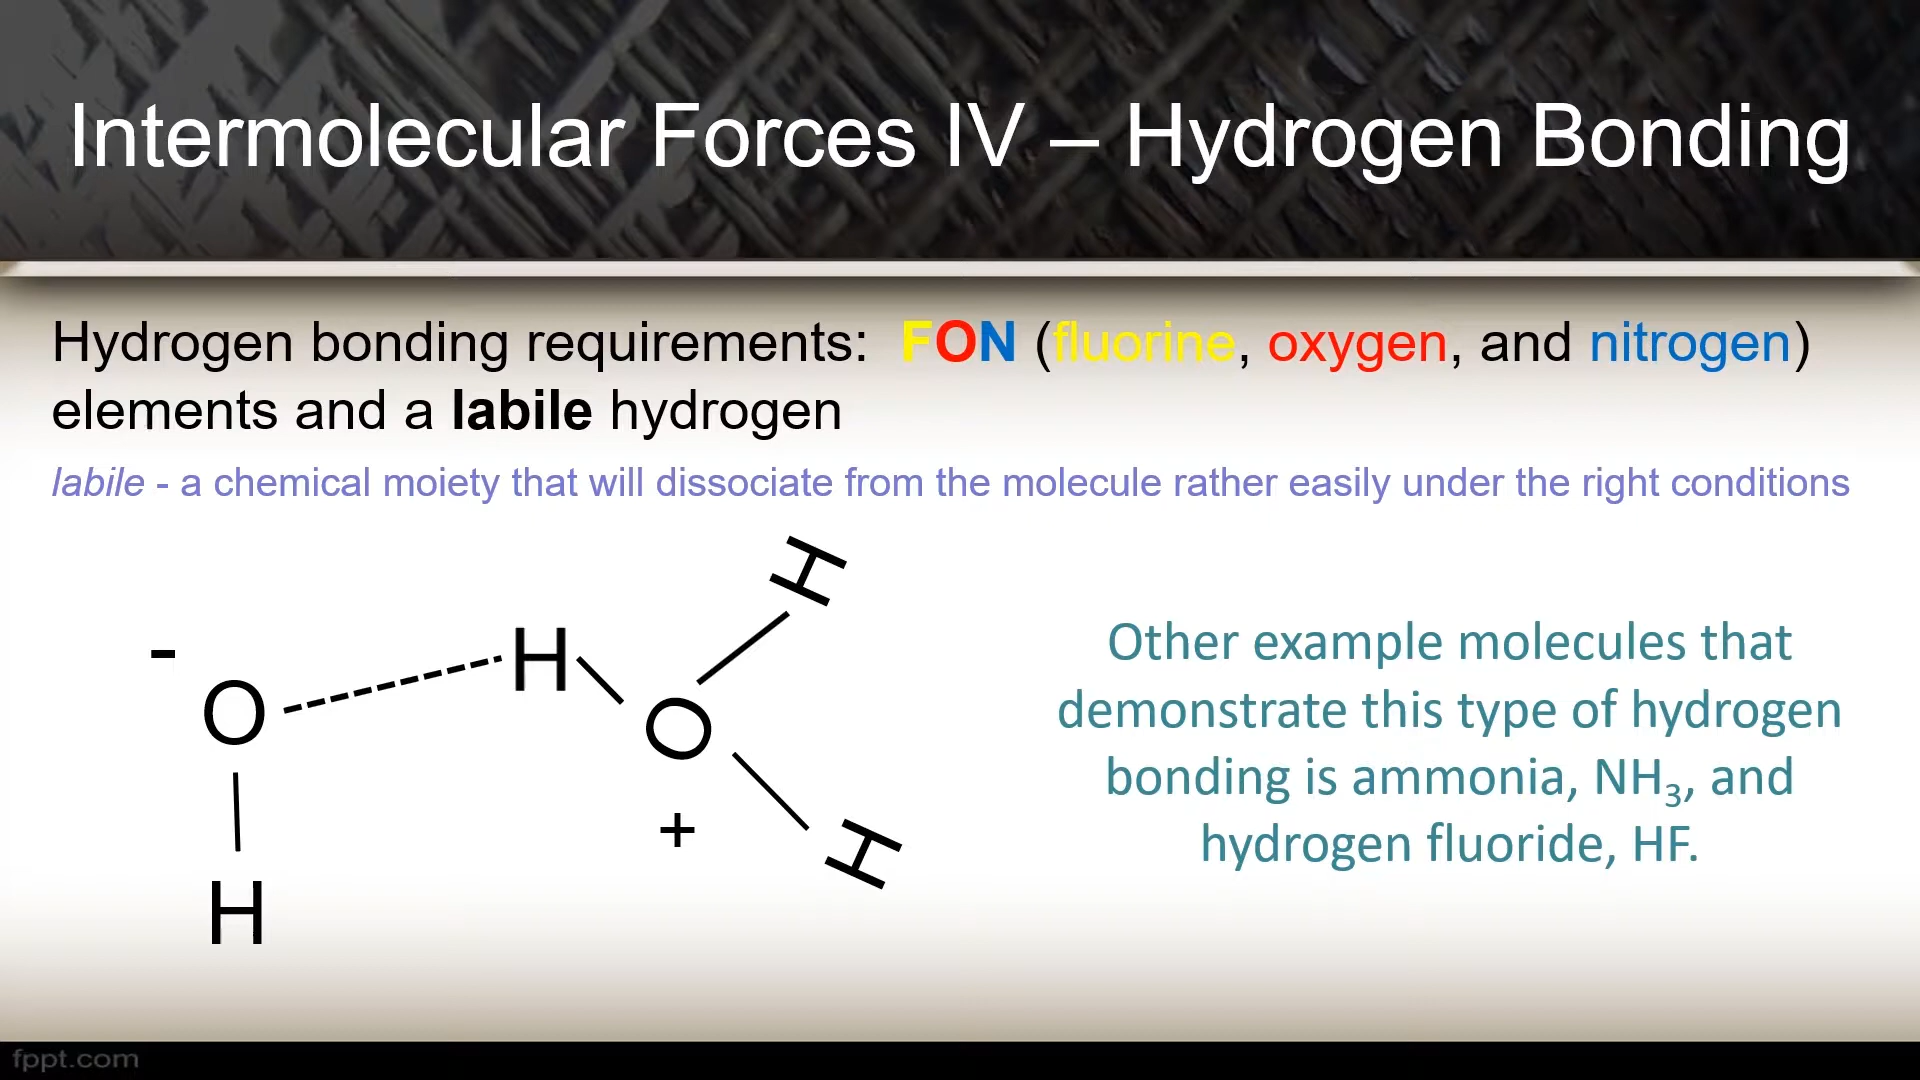 Intermolecular Forces IV – Hydrogen Bonding
Hydrogen bonding requirements:  FON (fluorine, oxygen, and nitrogen)
elements and a labile hydrogen
labile - a chemical moiety that will dissociate from the molecule rather easily under the right conditions
H
- H
O O
+ H
H
Other example molecules that
demonstrate this type of hydrogen
bonding is ammonia, NH₃, and
hydrogen fluoride, HF.
fppt.com